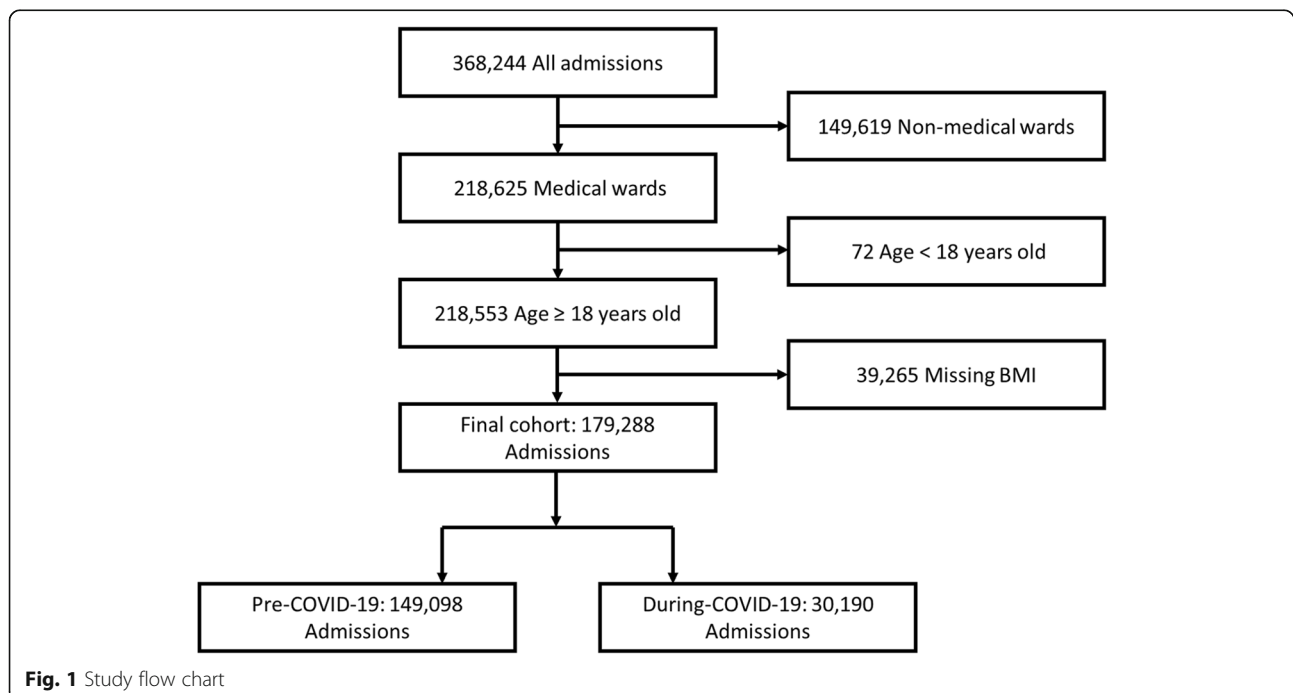 368,244 All admissions
149,619 Non-medical wards
218,625 Medical wards
72 Age < 18 years old
218,553 Age ≥ 18 years old
39,265 Missing BMI
Final cohort: 179,288
Admissions
Pre-COVID-19: 149,098
Admissions
During-COVID-19: 30,190
Admissions
Fig. 1 Study flow chart